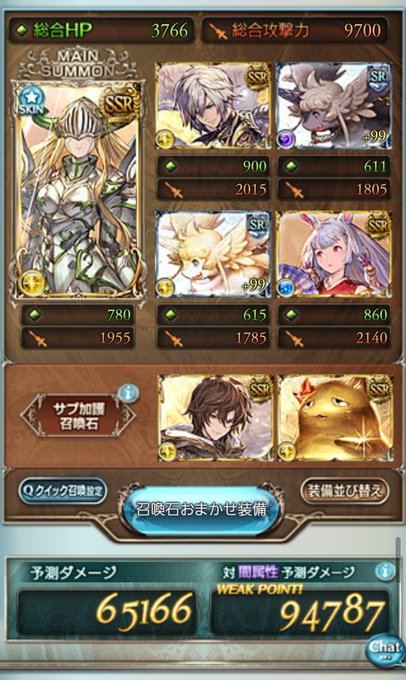 総合HP 3766 総合攻撃力 9700
MAIN
SUMMON
SKIN SSR SSR SR
+99
900 611
2015 1805
SR SSR
+99
780 615 860
1955 1785 2140
サブ加護
召喚石
SSR SSR
Qクイック召喚設定 召喚石おまかせ装備 装備並び替え
予測ダメージ 対 闇属性 予測ダメージ
WEAK POINT!
65166 94787
Chat